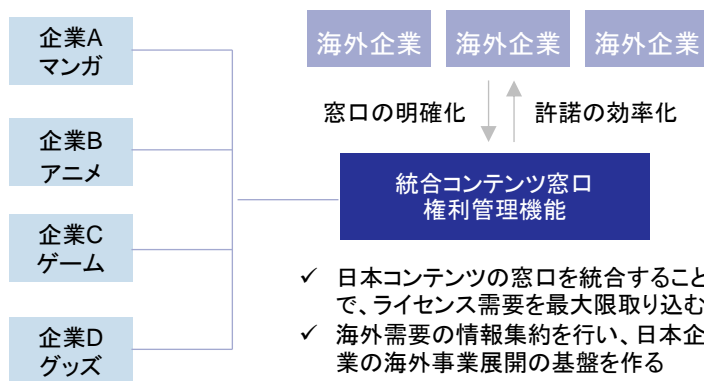 企業A
マンガ
企業B
アニメ
企業C
ゲーム
企業D
グッズ
海外企業
海外企業
海外企業
窓口の明確化
許諾の効率化
統合コンテンツ窓口
権利管理機能
✓ 日本コンテンツの窓口を統合すること
で、ライセンス需要を最大限取り込む
✓ 海外需要の情報集約を行い、日本企
業の海外事業展開の基盤を作る